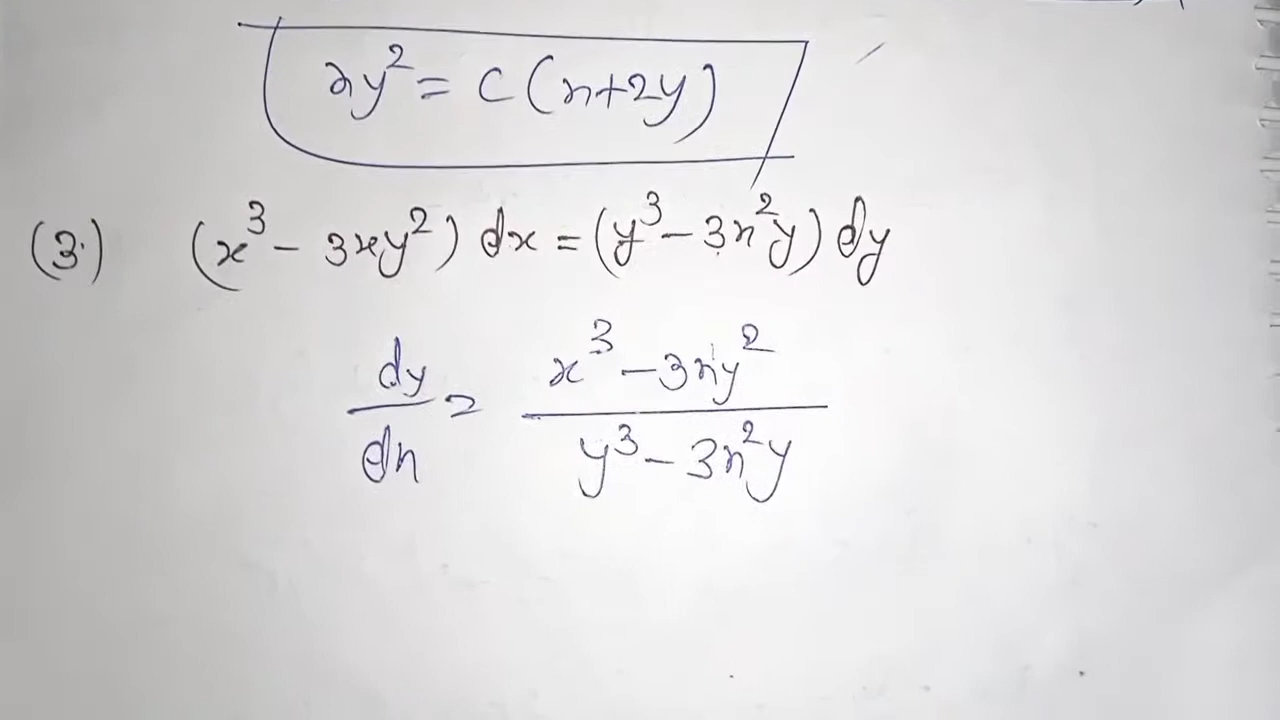 xy² = c(x+2y)
(3.) (x³ - 3xy²) dx = (y³ - 3x²y) dy
dy/dx = (x³ - 3xy²)/(y³ - 3x²y)